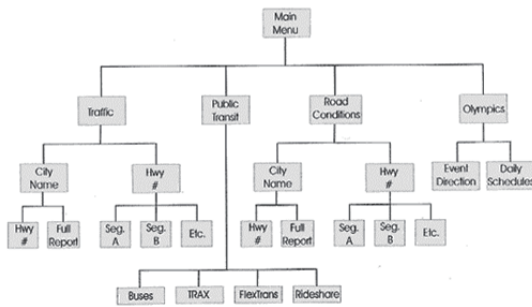 Main
Menu
Traffic
Public
Transit
Road
Conditions
Olympics
City
Name
Hwy
#
City
Name
Hwy
#
Event
Direction
Daily
Schedules
Hwy
#
Full
Report
Seg.
A
Seg.
B
Etc.
Hwy
#
Full
Report
Seg.
A
Seg.
B
Etc.
Buses
TRAX
FlexTrans
Rideshare